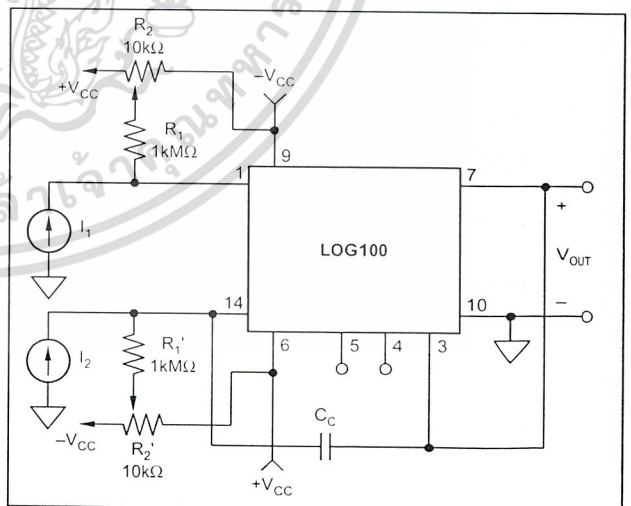 R2
10kΩ
+VCC
−VCC
R1
1kMΩ
1
9
7
I1
+
LOG100
VOUT
14
10
−
6
5
4
3
I2
R1'
1kMΩ
−VCC
R2'
10kΩ
CC
+VCC